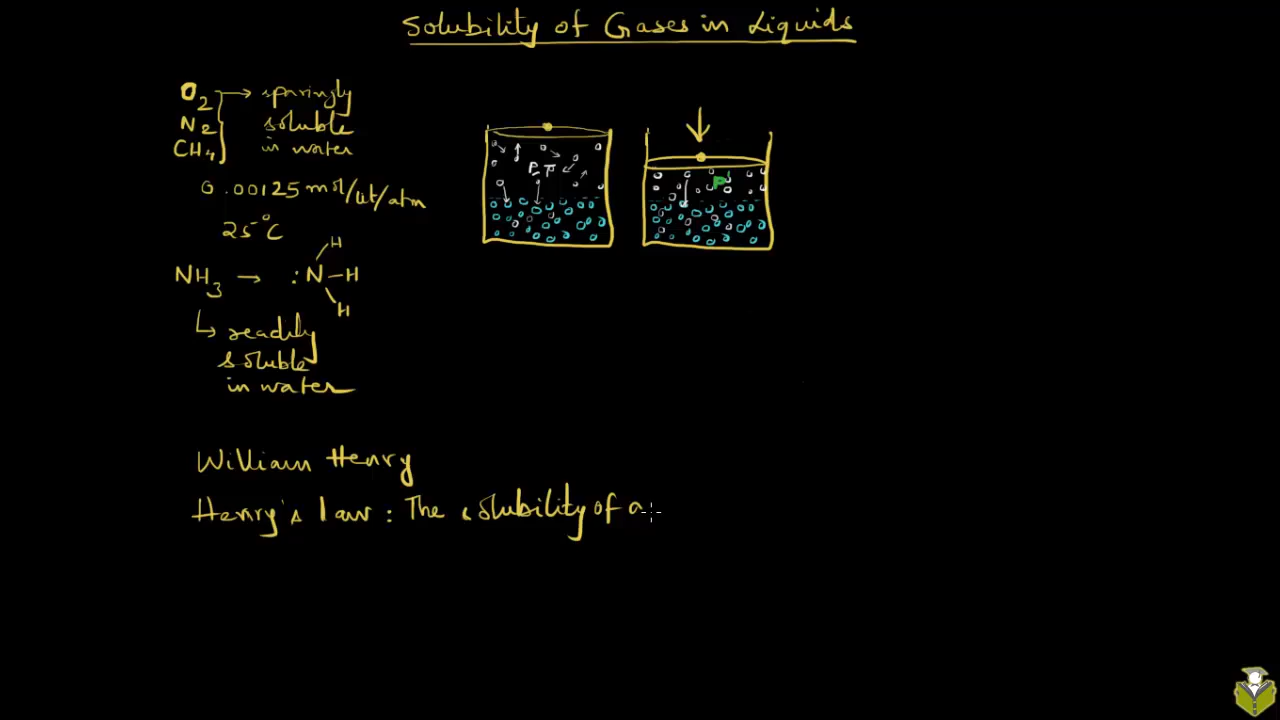 Solubility of Gases in Liquids
O2 → sparingly
N2 soluble
CH4 in water
0.00125 mol/lit/atm
25°C
NH3 → :N-H
H
H
↳ readily
soluble
in water
P, T
P'
William Henry
Henry's law : The solubility of a